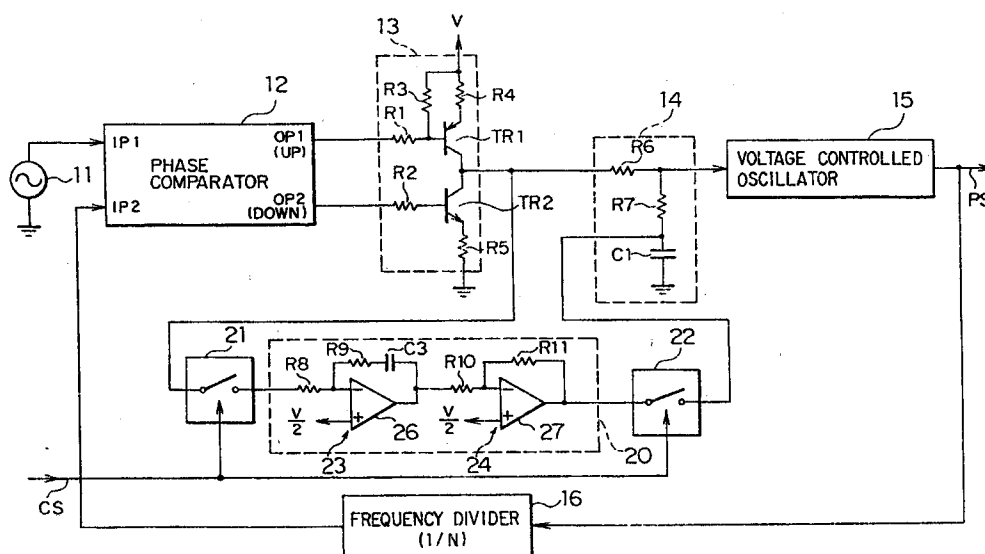 13
V
12
R3
R4
14
15
IP1
OP1
(UP)
R1
TR1
R6
PHASE
COMPARATOR
VOLTAGE CONTROLLED
OSCILLATOR
11
R2
R7
PS
IP2
OP2
(DOWN)
TR2
R5
C1
21
R9
C3
R11
22
R8
R10
V/2
26
V/2
27
23
24
20
CS
16
FREQUENCY DIVIDER
(1/N)